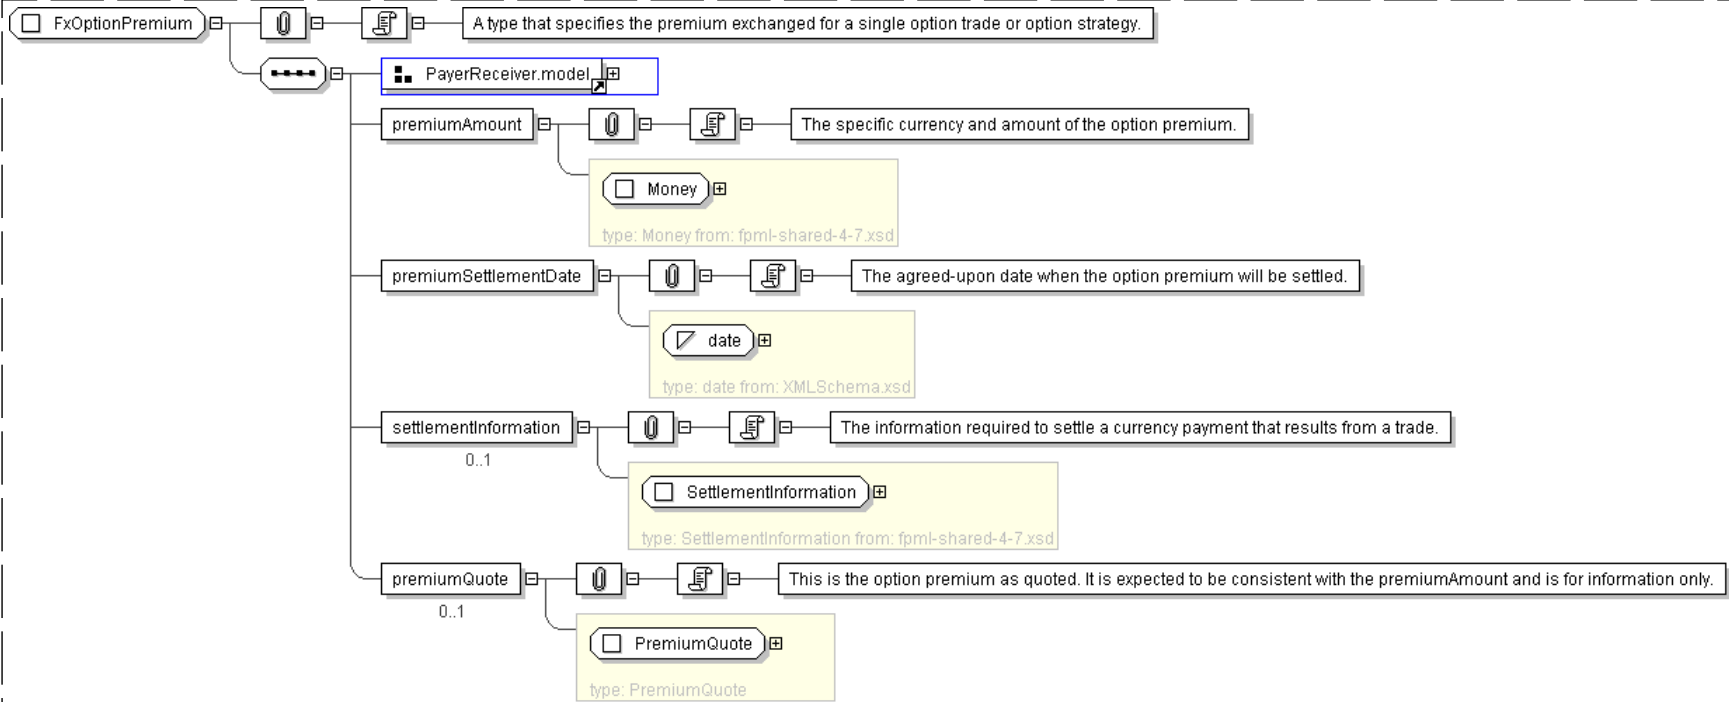 FxOptionPremium A type that specifies the premium exchanged for a single option trade or option strategy.
PayerReceiver.model
premiumAmount The specific currency and amount of the option premium.
Money
type: Money from: fpml-shared-4-7.xsd
premiumSettlementDate The agreed-upon date when the option premium will be settled.
date
type: date from: XMLSchema.xsd
settlementInformation The information required to settle a currency payment that results from a trade.
0..1
SettlementInformation
type: SettlementInformation from: fpml-shared-4-7.xsd
premiumQuote This is the option premium as quoted. It is expected to be consistent with the premiumAmount and is for information only.
0..1
PremiumQuote
type: PremiumQuote